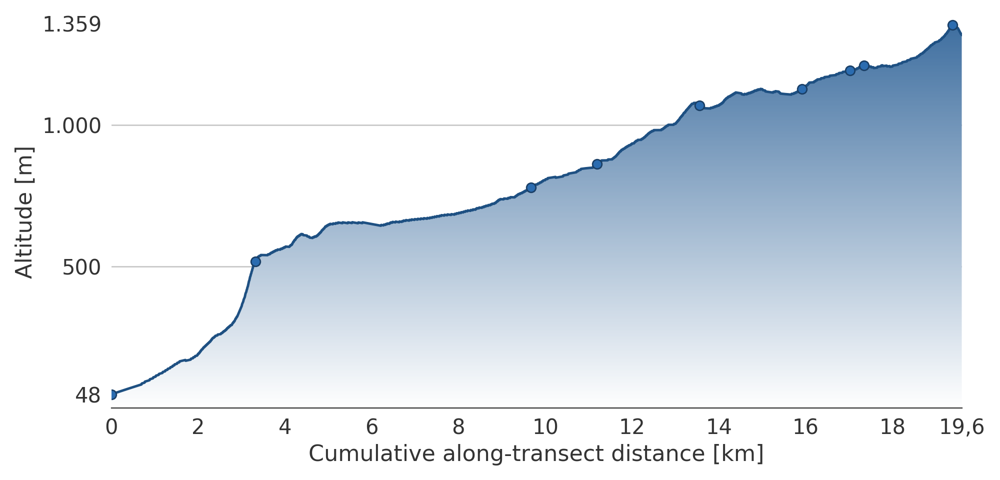 1.359
1.000
500
48
Altitude [m]
0 2 4 6 8 10 12 14 16 18 19,6
Cumulative along-transect distance [km]